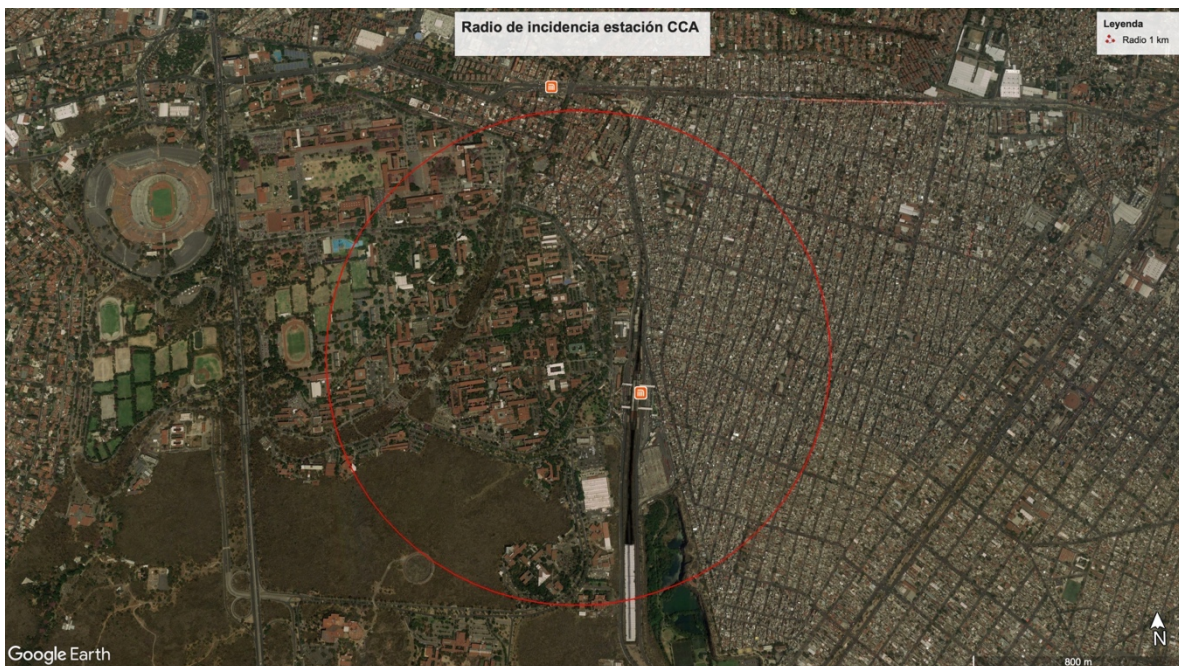 Radio de incidencia estación CCA
Leyenda
Radio 1 km
N
Google Earth
800 m